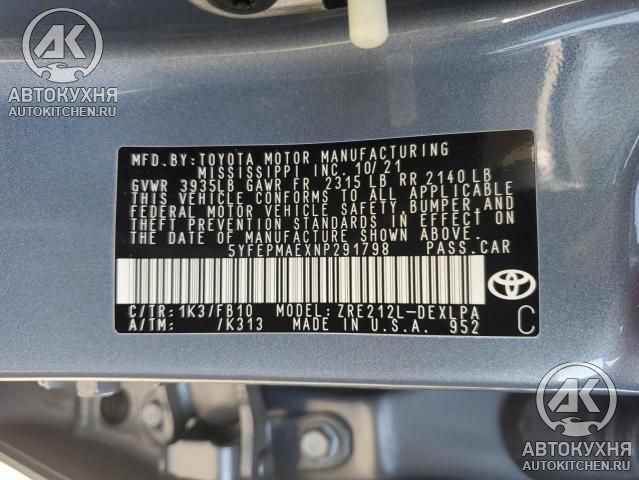 AK
АВТОКУХНЯ
AUTOKITCHEN.RU
MFD. BY: TOYOTA MOTOR MANUFACTURING
MISSISSIPPI INC. 10/21
GVWR 3935LB GAWR FR 2315 LB RR 2140 LB
THIS VEHICLE CONFORMS TO ALL APPLICABLE
FEDERAL MOTOR VEHICLE SAFETY, BUMPER, AND
THEFT PREVENTION STANDARDS IN EFFECT ON
THE DATE OF MANUFACTURE SHOWN ABOVE.
5YFEPMAEXNP291798 PASS. CAR
C/TR: 1K3/FB10 MODEL: ZRE212L-DEXLPA
A/TM: /K313 MADE IN U.S.A. 952
C
AK
АВТОКУХНЯ
AUTOKITCHEN.RU